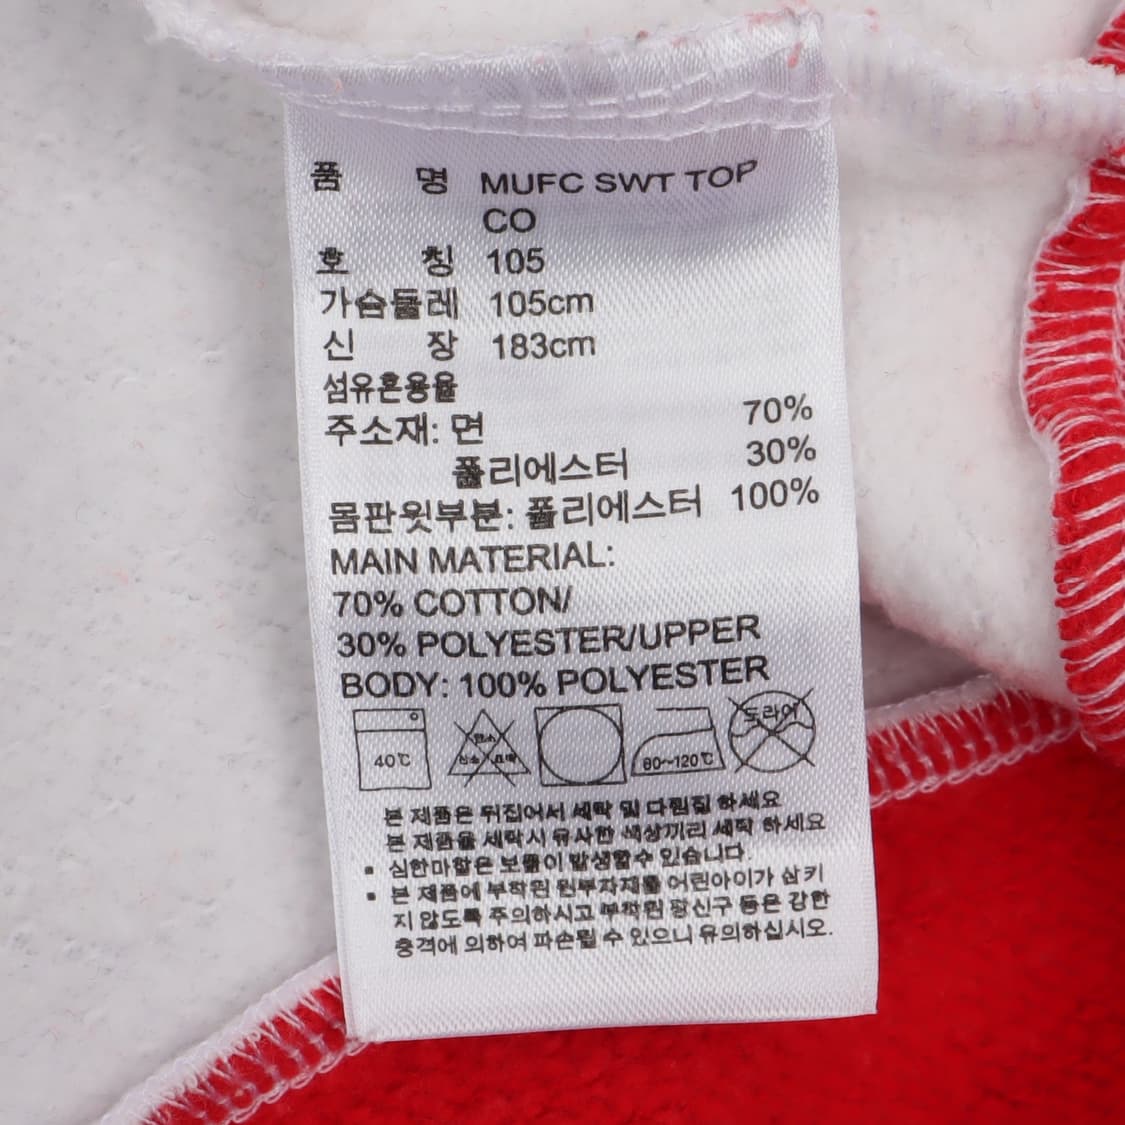 품 명 MUFC SWT TOP
CO
호 칭 105
가슴둘레 105cm
신 장 183cm
섬유혼용율
주소재: 면 70%
폴리에스터 30%
몸판윗부분: 폴리에스터 100%
MAIN MATERIAL:
70% COTTON/
30% POLYESTER/UPPER
BODY: 100% POLYESTER
40℃
염소
산소 표백
80~120℃
드라이
본 제품은 뒤집어서 세탁 및 다림질 하세요
본 제품을 세탁시 유사한 색상끼리 세탁 하세요
▪ 심한마찰은 보풀이 발생할수 있습니다.
▪ 본 제품에 부착된 원부자재를 어린아이가 삼키
지 않도록 주의하시고 부착된 장신구 등은 강한
충격에 의하여 파손될 수 있으니 유의하십시오.